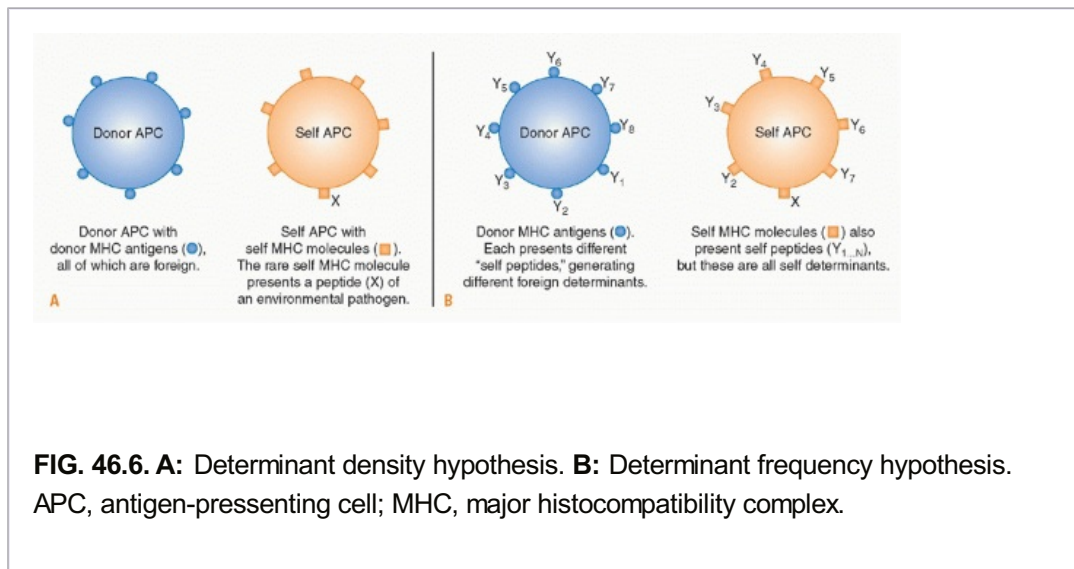 Donor APC
Donor APC with
donor MHC antigens ( ),
all of which are foreign.
A
Self APC
X
Self APC with
self MHC molecules ( ).
The rare self MHC molecule
presents a peptide (X) of
an environmental pathogen.
Y6
Y5
Y7
Y4
Donor APC
Y8
Y3
Y1
Y2
Donor MHC antigens ( ).
Each presents different
"self peptides," generating
different foreign determinants.
B
Y4
Y5
Y3
Self APC
Y6
Y2
Y7
X
Self MHC molecules ( ) also
present self peptides (Y1...N),
but these are all self determinants.
FIG. 46.6. A: Determinant density hypothesis. B: Determinant frequency hypothesis.
APC, antigen-pressenting cell; MHC, major histocompatibility complex.